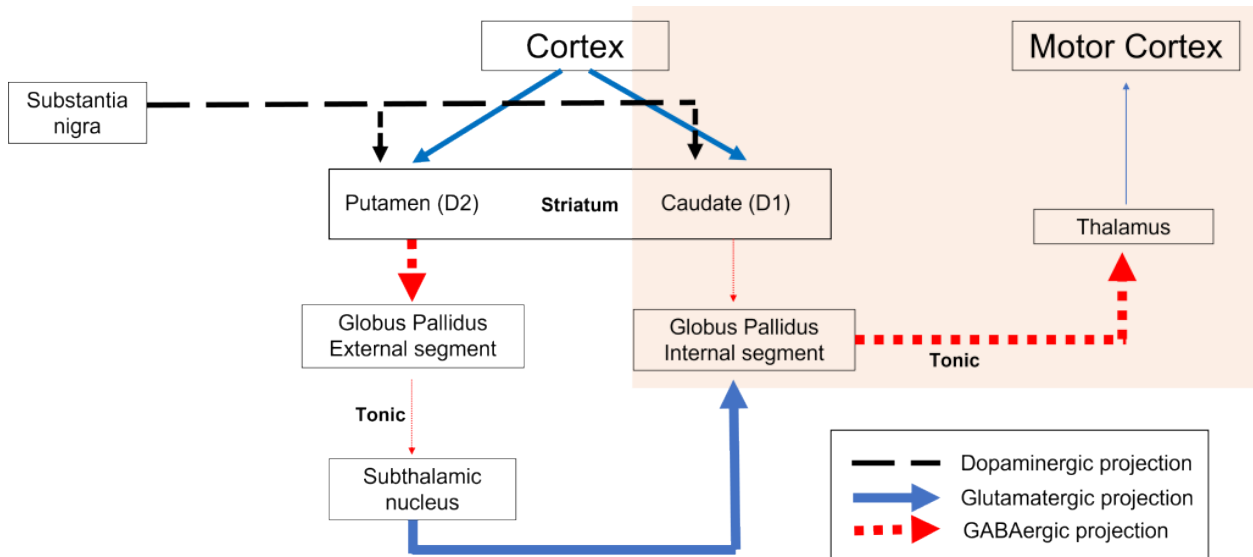 Cortex
Motor Cortex
Substantia
nigra
Putamen (D2)
Striatum
Caudate (D1)
Thalamus
Globus Pallidus
External segment
Globus Pallidus
Internal segment
Tonic
Tonic
Subthalamic
nucleus
Dopaminergic projection
Glutamatergic projection
GABAergic projection